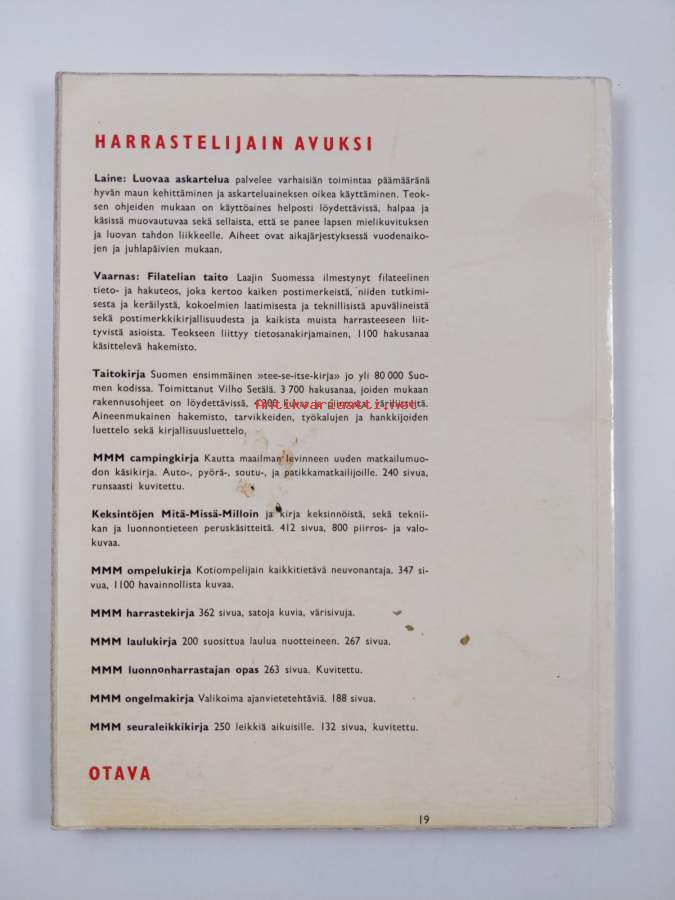 HARRASTELIJAIN AVUKSI
Laine: Luovaa askartelua palvelee varhaisiän toimintaa päämääränä
hyvän maun kehittäminen ja askarteluaineksen oikea käyttäminen. Teok-
sen ohjeiden mukaan on käyttöaines helposti löydettävissä, halpaa ja
käsissä muovautuvaa sekä sellaista, että se panee lapsen mielikuvituksen
ja luovan tahdon liikkeelle. Aiheet ovat aikajärjestyksessä vuodenaiko-
jen ja juhlapäivien mukaan.
Vaarnas: Filatelian taito Laajin Suomessa ilmestynyt filateelinen
tieto- ja hakuteos, joka kertoo kaiken postimerkeistä, niiden tutkimi-
sesta ja keräilystä, kokoelmien laatimisesta ja teknillisistä apuvälineistä
sekä postimerkkikirjallisuudesta ja kaikista muista harrasteeseen liit-
tyvistä asioista. Teokseen liittyy tietosanakirjamainen, 1100 hakusanaa
käsittelevä hakemisto.
Taitokirja Suomen ensimmäinen »tee-se-itse-kirja» jo yli 80 000 Suo-
men kodissa. Toimittanut Vilho Setälä. 3 700 hakusanaa, joiden mukaan
rakennusohjeet on löydettävissä, 4 200 kuvaa ja piirrosta, väriliitteitä.
Antikvariaatti.net
Aineenmukainen hakemisto, tarvikkeiden, työkalujen ja hankkijoiden
luettelo sekä kirjallisuusluettelo.
MMM campingkirja Kautta maailman levinneen uuden matkailumuo-
don käsikirja. Auto-, pyörä-, soutu-, ja patikkamatkailijoille. 240 sivua,
runsaasti kuvitettu.
Keksintöjen Mitä-Missä-Milloin ja kirja keksinnöistä, sekä teknii-
kan ja luonnontieteen peruskäsitteitä. 412 sivua, 800 piirros- ja valo-
kuvaa.
MMM ompelukirja Kotiompelijain kaikkitietävä neuvonantaja. 347 si-
vua, 1100 havainnollista kuvaa.
MMM harrastekirja 362 sivua, satoja kuvia, värisivuja.
MMM laulukirja 200 suosittua laulua nuotteineen. 267 sivua.
MMM luonnonharrastajan opas 263 sivua. Kuvitettu.
MMM ongelmakirja Valikoima ajanvietetehtäviä. 188 sivua.
MMM seuraleikkikirja 250 leikkiä aikuisille. 132 sivua, kuvitettu.
OTAVA
19